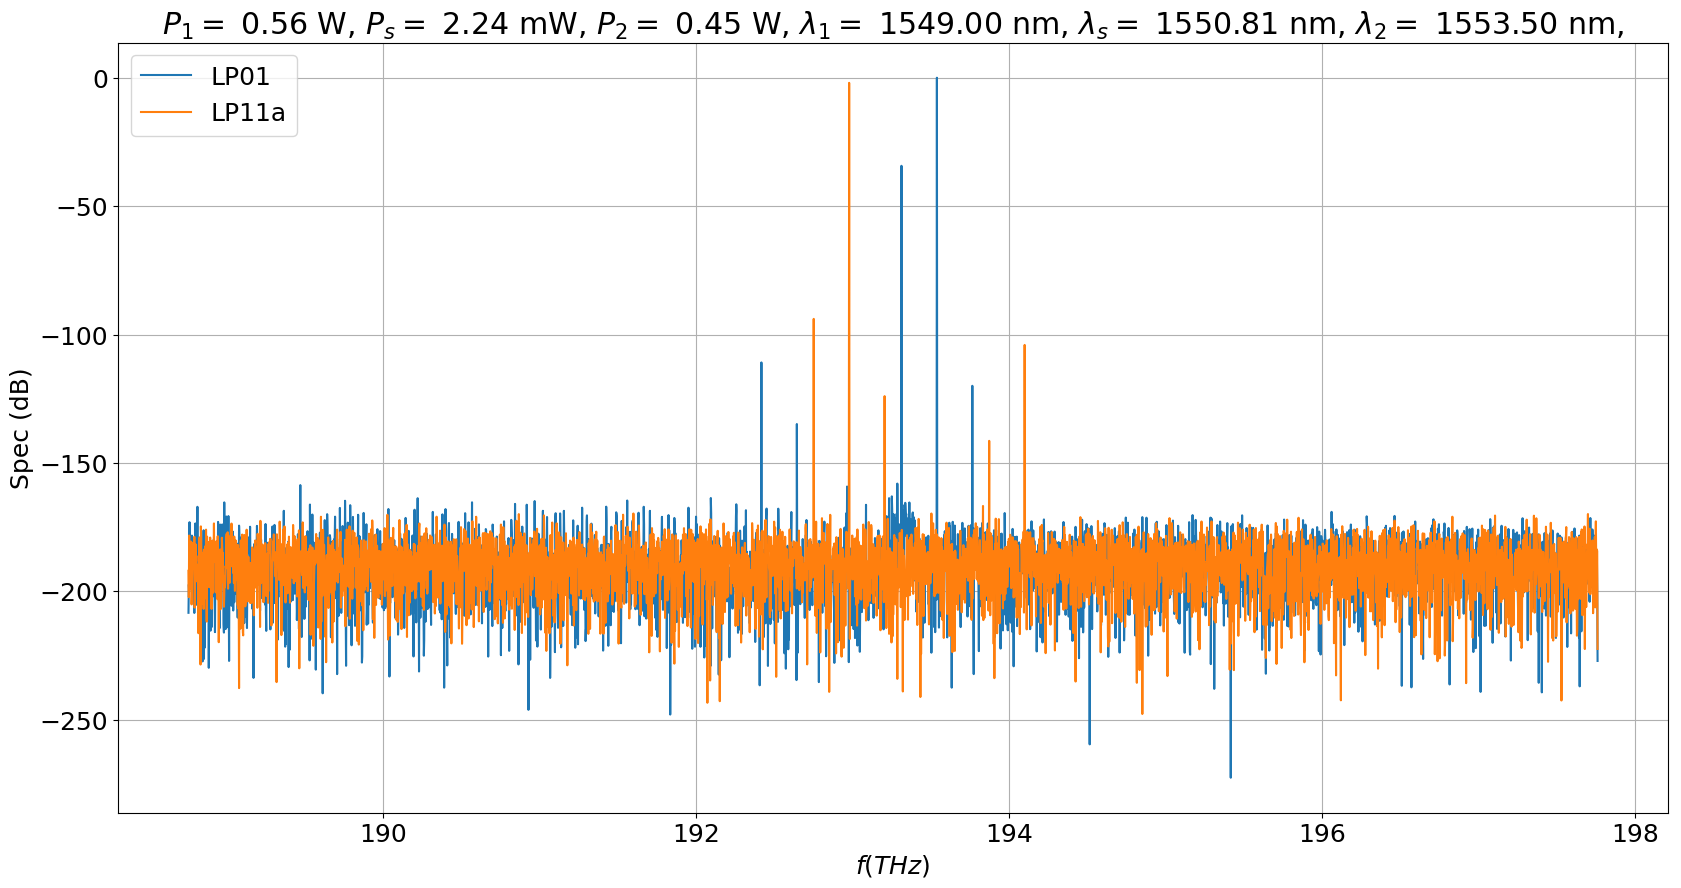 P₁ = 0.56 W, Pₛ = 2.24 mW, P₂ = 0.45 W, λ₁ = 1549.00 nm, λₛ = 1550.81 nm, λ₂ = 1553.50 nm,
LP01
LP11a
0
−50
−100
−150
−200
−250
Spec (dB)
190 192 194 196 198
f(THz)